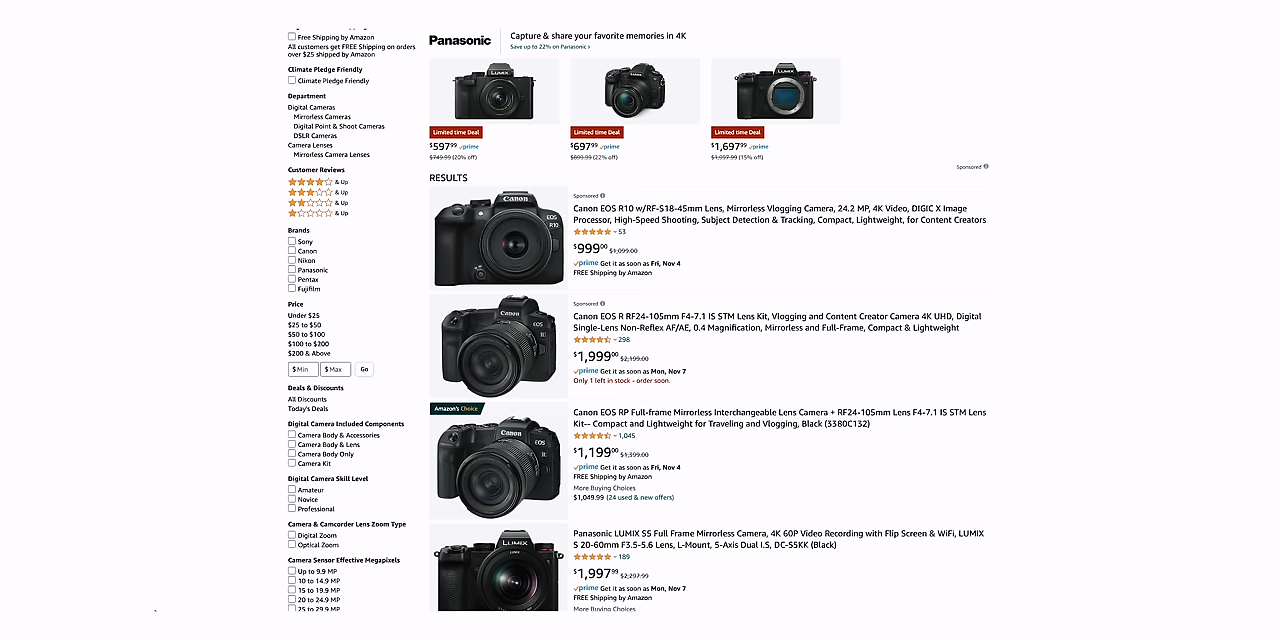 Free Shipping by Amazon
All customers get FREE Shipping on orders
over $25 shipped by Amazon
Climate Pledge Friendly
Climate Pledge Friendly
Department
Digital Cameras
Mirrorless Cameras
Digital Point & Shoot Cameras
DSLR Cameras
Camera Lenses
Mirrorless Camera Lenses
Customer Reviews
& Up
& Up
& Up
& Up
Brands
Sony
Canon
Nikon
Panasonic
Pentax
Fujifilm
Price
Under $25
$25 to $50
$50 to $100
$100 to $200
$200 & Above
$ Min $ Max Go
Deals & Discounts
All Discounts
Today's Deals
Digital Camera Included Components
Camera Body & Accessories
Camera Body & Lens
Camera Body Only
Camera Kit
Digital Camera Skill Level
Amateur
Novice
Professional
Camera & Camcorder Lens Zoom Type
Digital Zoom
Optical Zoom
Camera Sensor Effective Megapixels
Up to 9.9 MP
10 to 14.9 MP
15 to 19.9 MP
20 to 24.9 MP
25 to 29.9 MP
Panasonic
Capture & share your favorite memories in 4K
Save up to 22% on Panasonic ›
LUMIX
Limited time Deal
$597.99 prime
$749.99 (20% off)
LUMIX
Limited time Deal
$697.99 prime
$899.99 (22% off)
LUMIX
Limited time Deal
$1,697.99 prime
$1,997.99 (15% off)
Sponsored
RESULTS
Canon
EOS
R10
Sponsored
Canon EOS R10 w/RF-S18-45mm Lens, Mirrorless Vlogging Camera, 24.2 MP, 4K Video, DIGIC X Image
Processor, High-Speed Shooting, Subject Detection & Tracking, Compact, Lightweight, for Content Creators
53
$999.00 $1,099.00
prime Get it as soon as Fri, Nov 4
FREE Shipping by Amazon
Canon
EOS
R
Sponsored
Canon EOS R RF24-105mm F4-7.1 IS STM Lens Kit, Vlogging and Content Creator Camera 4K UHD, Digital
Single-Lens Non-Reflex AF/AE, 0.4 Magnification, Mirrorless and Full-Frame, Compact & Lightweight
298
$1,999.00 $2,199.00
prime Get it as soon as Mon, Nov 7
Only 1 left in stock - order soon.
Amazon's Choice
Canon
EOS
R
Canon EOS RP Full-frame Mirrorless Interchangeable Lens Camera + RF24-105mm Lens F4-7.1 IS STM Lens
Kit-- Compact and Lightweight for Traveling and Vlogging, Black (3380C132)
1,045
$1,199.00 $1,399.00
prime Get it as soon as Fri, Nov 4
FREE Shipping by Amazon
More Buying Choices
$1,049.99 (24 used & new offers)
LUMIX
LUMIX
Panasonic LUMIX S5 Full Frame Mirrorless Camera, 4K 60P Video Recording with Flip Screen & WiFi, LUMIX
S 20-60mm F3.5-5.6 Lens, L-Mount, 5-Axis Dual I.S, DC-S5KK (Black)
189
$1,997.99 $2,297.99
prime Get it as soon as Mon, Nov 7
FREE Shipping by Amazon
More Buying Choices